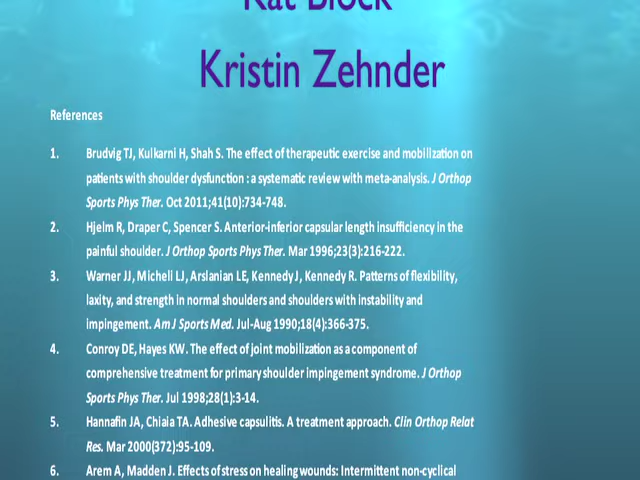 Kat Block
Kristin Zehnder
References
1. Brudvig TJ, Kulkarni H, Shah S. The effect of therapeutic exercise and mobilization on
patients with shoulder dysfunction : a systematic review with meta-analysis. J Orthop
Sports Phys Ther. Oct 2011;41(10):734-748.
2. Hjelm R, Draper C, Spencer S. Anterior-inferior capsular length insufficiency in the
painful shoulder. J Orthop Sports Phys Ther. Mar 1996;23(3):216-222.
3. Warner JJ, Micheli LJ, Arslanian LE, Kennedy J, Kennedy R. Patterns of flexibility,
laxity, and strength in normal shoulders and shoulders with instability and
impingement. Am J Sports Med. Jul-Aug 1990;18(4):366-375.
4. Conroy DE, Hayes KW. The effect of joint mobilization as a component of
comprehensive treatment for primary shoulder impingement syndrome. J Orthop
Sports Phys Ther. Jul 1998;28(1):3-14.
5. Hannafin JA, Chiaia TA. Adhesive capsulitis. A treatment approach. Clin Orthop Relat
Res. Mar 2000(372):95-109.
6. Arem A, Madden J. Effects of stress on healing wounds: Intermittent non-cyclical